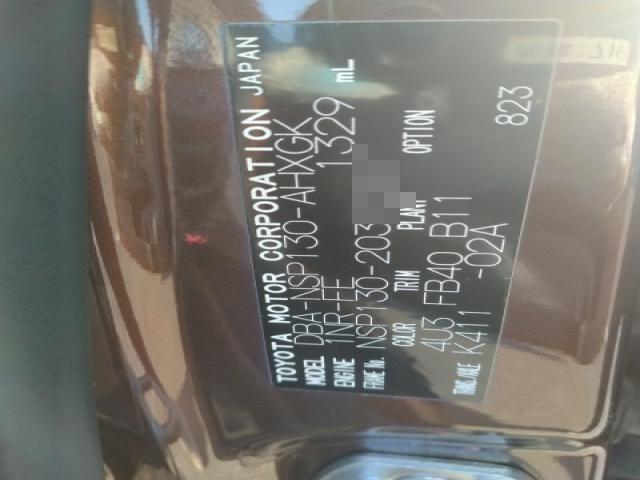 TOYOTA MOTOR CORPORATION JAPAN
MODEL DBA-NSP130-AHXGK
ENGINE 1NR-FE 1329 mL
FRAME No. NSP130-203
COLOR TRIM PLANT OPTION
4U3 FB40 B11
TRANS./AXLE K411 -02A 823